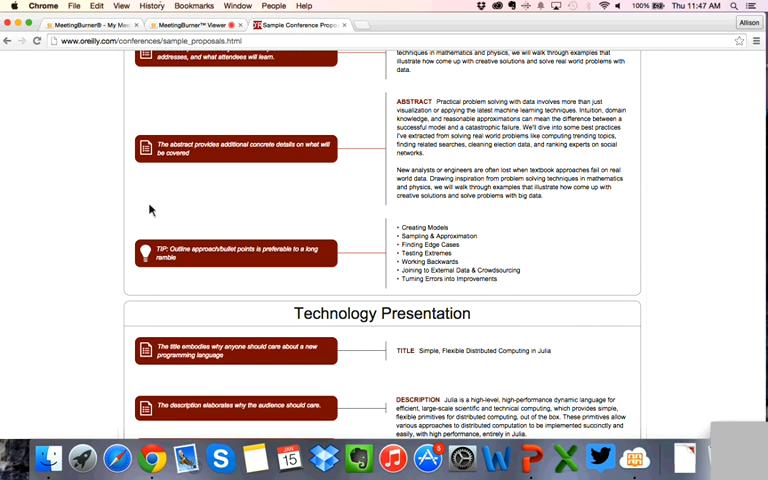 Chrome File Edit View History Bookmarks Window People Help 100% Thu 11:47 AM
MeetingBurner® - My Mee × MeetingBurner™ Viewer × Sample Conference Propo × Allison
www.oreilly.com/conferences/sample_proposals.html
addresses, and what attendees will learn.
techniques in mathematics and physics, we will walk through examples that
illustrate how come up with creative solutions and solve real world problems with
data.
The abstract provides additional concrete details on what will
be covered
ABSTRACT Practical problem solving with data involves more than just
visualization or applying the latest machine learning techniques. Intuition, domain
knowledge, and reasonable approximations can mean the difference between a
successful model and a catastrophic failure. We'll dive into some best practices
I've extracted from solving real world problems like computing trending topics,
finding related searches, cleaning election data, and ranking experts on social
networks.
New analysts or engineers are often lost when textbook approaches fail on real
world data. Drawing inspiration from problem solving techniques in mathematics
and physics, we will walk through examples that illustrate how come up with
creative solutions and solve problems with big data.
TIP: Outline approach/bullet points is preferable to a long
ramble
• Creating Models
• Sampling & Approximation
• Finding Edge Cases
• Testing Extremes
• Working Backwards
• Joining to External Data & Crowdsourcing
• Turning Errors into Improvements
Technology Presentation
The title embodies why anyone should care about a new
programming language
TITLE Simple, Flexible Distributed Computing in Julia
The description elaborates why the audience should care.
DESCRIPTION Julia is a high-level, high-performance dynamic language for
efficient, large-scale scientific and technical computing, which provides simple,
flexible primitives for distributed computing, out of the box. These primitives allow
various approaches to distributed computation to be implemented succinctly and
easily, with high performance, entirely in Julia.
JAN
15
5